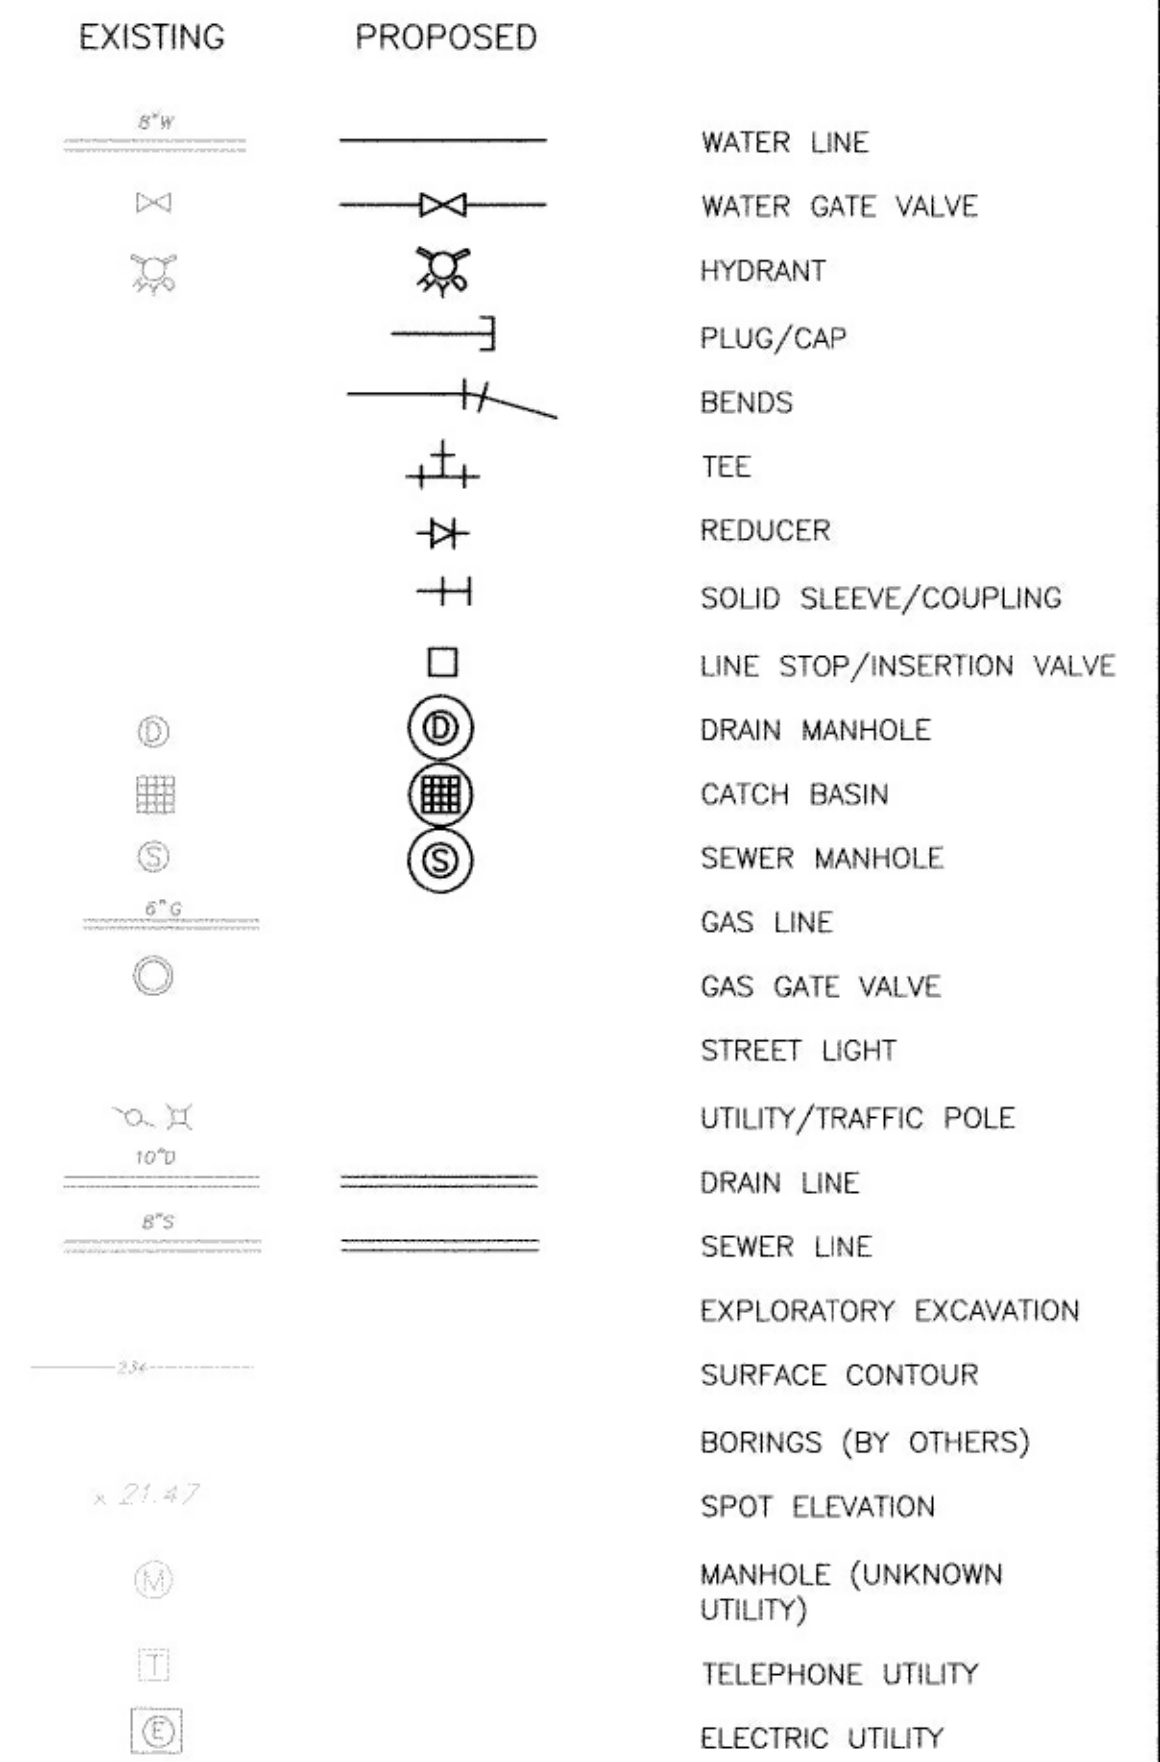 EXISTING PROPOSED
8"W WATER LINE
WATER GATE VALVE
HYDRANT
PLUG/CAP
BENDS
TEE
REDUCER
SOLID SLEEVE/COUPLING
LINE STOP/INSERTION VALVE
D D DRAIN MANHOLE
CATCH BASIN
S S SEWER MANHOLE
6"G GAS LINE
GAS GATE VALVE
STREET LIGHT
UTILITY/TRAFFIC POLE
10"D DRAIN LINE
8"S SEWER LINE
EXPLORATORY EXCAVATION
SURFACE CONTOUR
BORINGS (BY OTHERS)
x 21.47 SPOT ELEVATION
M MANHOLE (UNKNOWN
UTILITY)
T TELEPHONE UTILITY
E ELECTRIC UTILITY